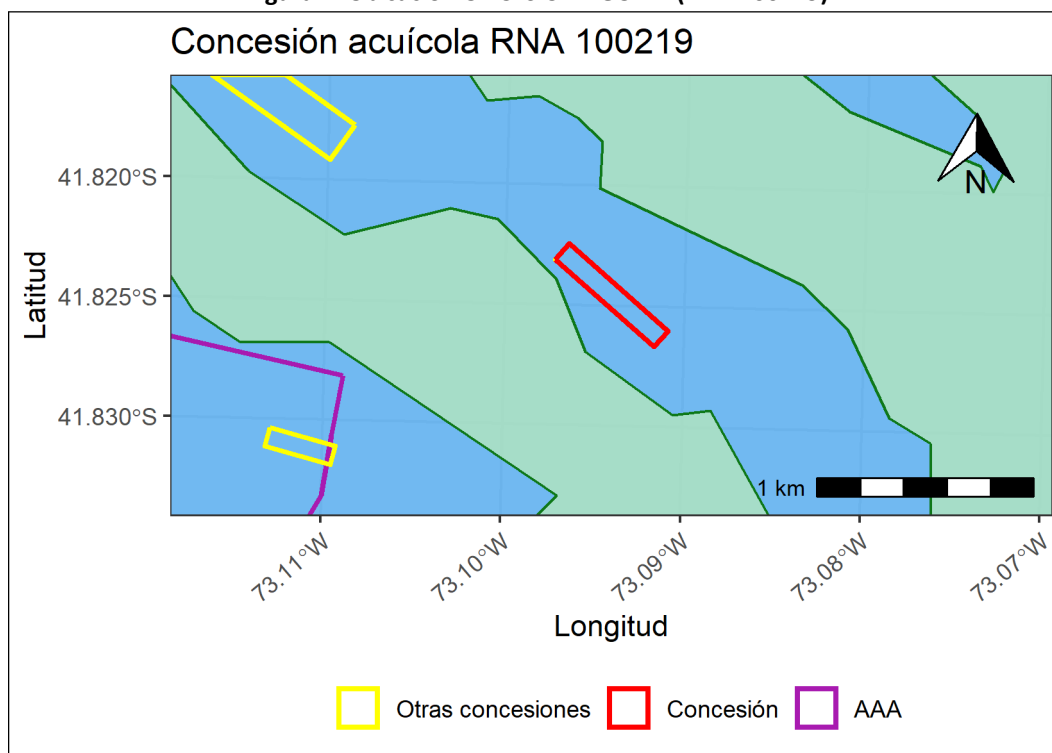 Concesión acuícola RNA 100219
N
41.820°S
41.825°S
41.830°S
Latitud
1 km
73.11°W
73.10°W
73.09°W
73.08°W
73.07°W
Longitud
Otras concesiones
Concesión
AAA